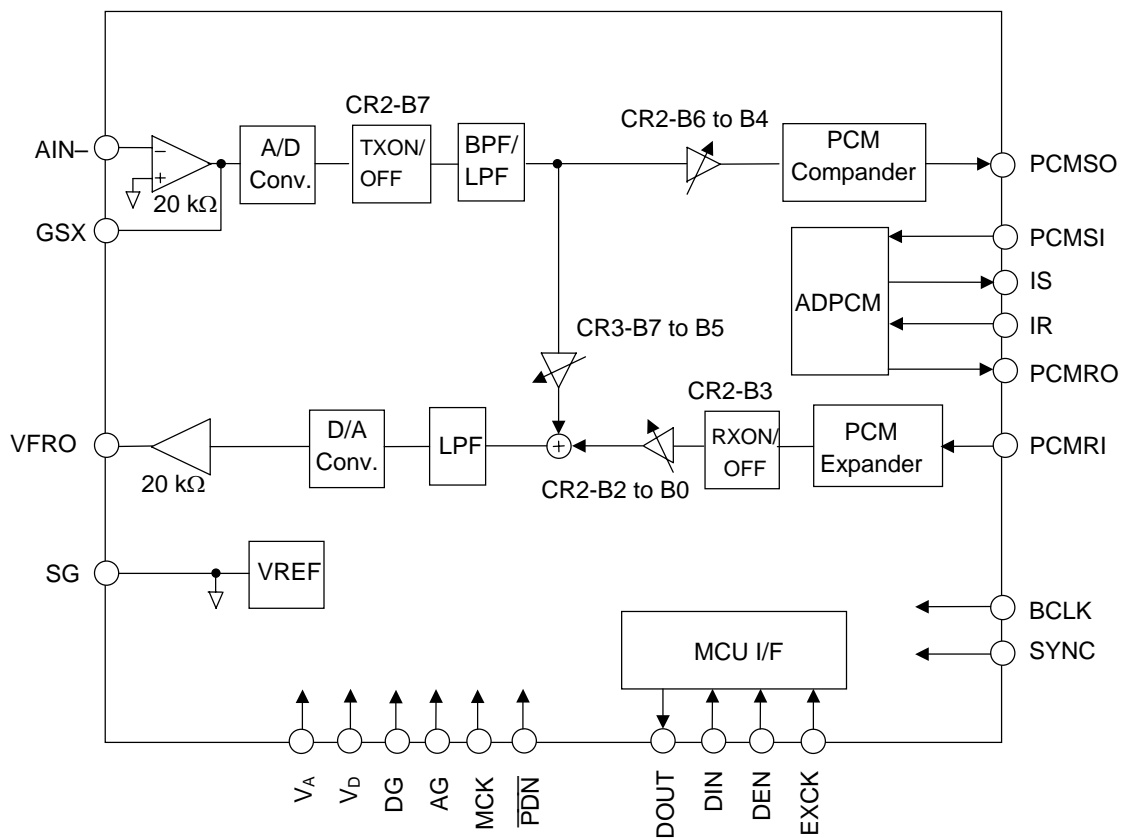 CR2-B7
CR2-B6 to B4
AIN–
–
+
20 kΩ
A/D
Conv.
TXON/
OFF
BPF/
LPF
PCM
Compander
PCMSO
GSX
PCMSI
ADPCM
IS
IR
PCMRO
CR3-B7 to B5
CR2-B3
VFRO
20 kΩ
D/A
Conv.
LPF
+
RXON/
OFF
PCM
Expander
PCMRI
CR2-B2 to B0
SG
VREF
BCLK
MCU I/F
SYNC
VA
VD
DG
AG
MCK
PDN
DOUT
DIN
DEN
EXCK